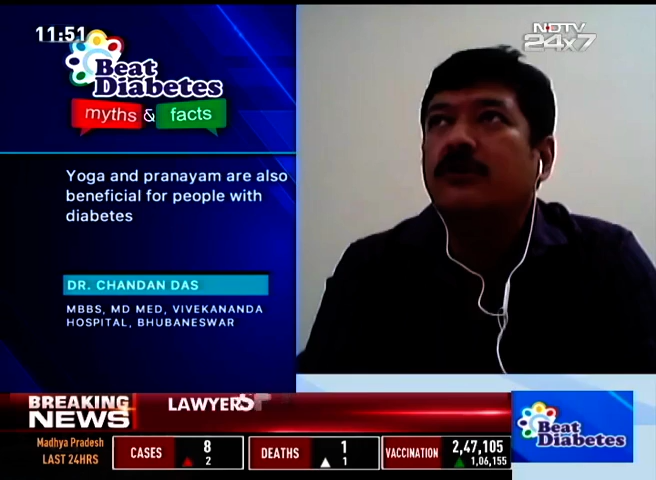 11:51
NDTV
24x7
Beat
Diabetes
myths & facts
Yoga and pranayam are also
beneficial for people with
diabetes
DR. CHANDAN DAS
MBBS, MD MED, VIVEKANANDA
HOSPITAL, BHUBANESWAR
BREAKING
NEWS
LAWYER
Beat
Diabetes
Madhya Pradesh
LAST 24HRS
CASES 8
2
DEATHS 1
1
VACCINATION 2,47,105
1,06,155